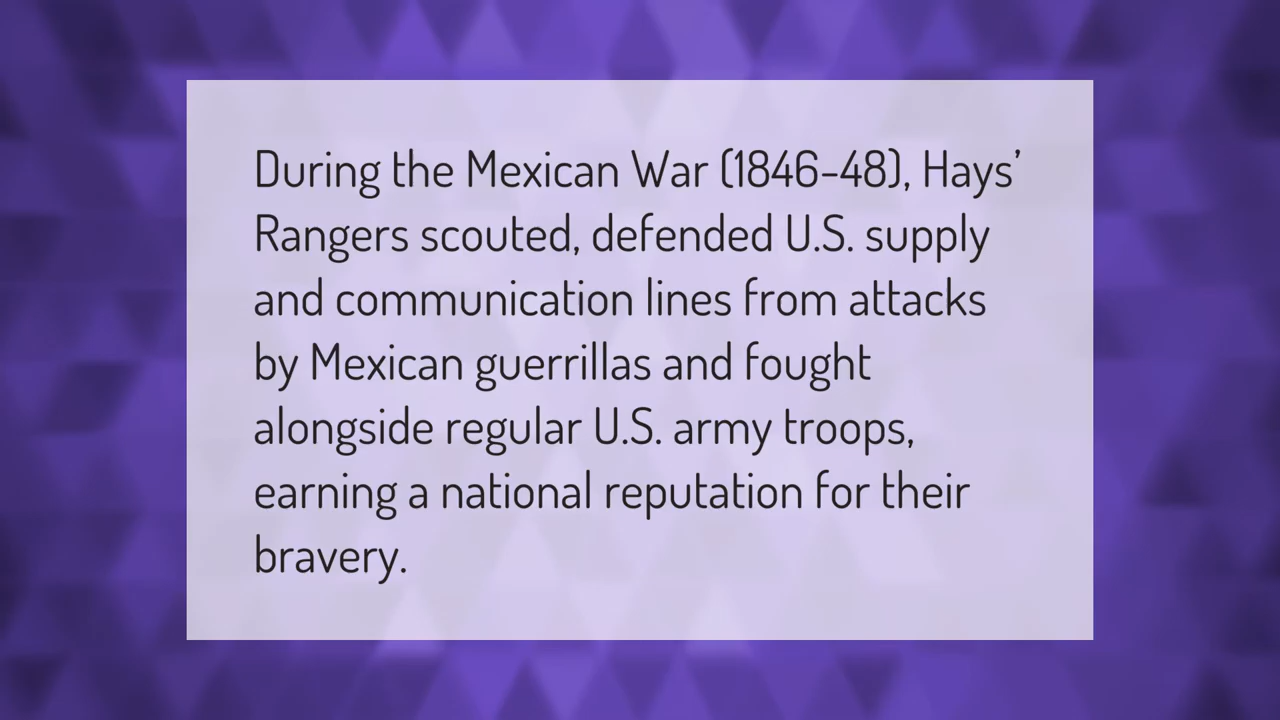 During the Mexican War (1846-48), Hays’
Rangers scouted, defended U.S. supply
and communication lines from attacks
by Mexican guerrillas and fought
alongside regular U.S. army troops,
earning a national reputation for their
bravery.